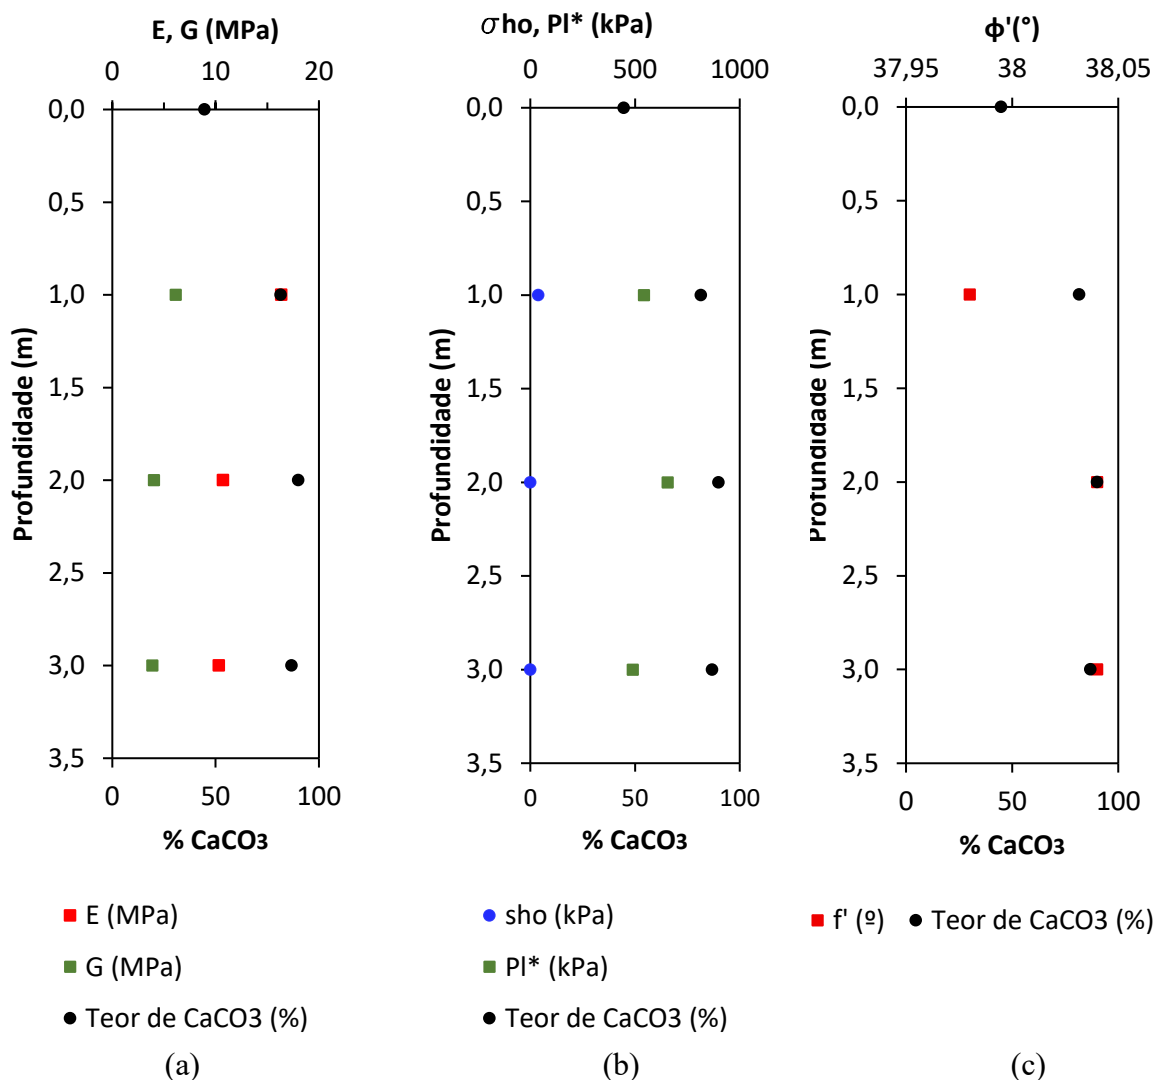 E, G (MPa)
0 10 20
0,0
0,5
1,0
1,5
2,0
2,5
3,0
3,5
Profundidade (m)
0 50 100
% CaCO3
E (MPa)
G (MPa)
Teor de CaCO3 (%)
(a)
σho, Pl* (kPa)
0 500 1000
0,0
0,5
1,0
1,5
2,0
2,5
3,0
3,5
Profundidade (m)
0 50 100
% CaCO3
sho (kPa)
Pl* (kPa)
Teor de CaCO3 (%)
(b)
ϕ'(°)
37,95 38 38,05
0,0
0,5
1,0
1,5
2,0
2,5
3,0
3,5
Profundidade (m)
0 50 100
% CaCO3
f' (º) Teor de CaCO3 (%)
(c)